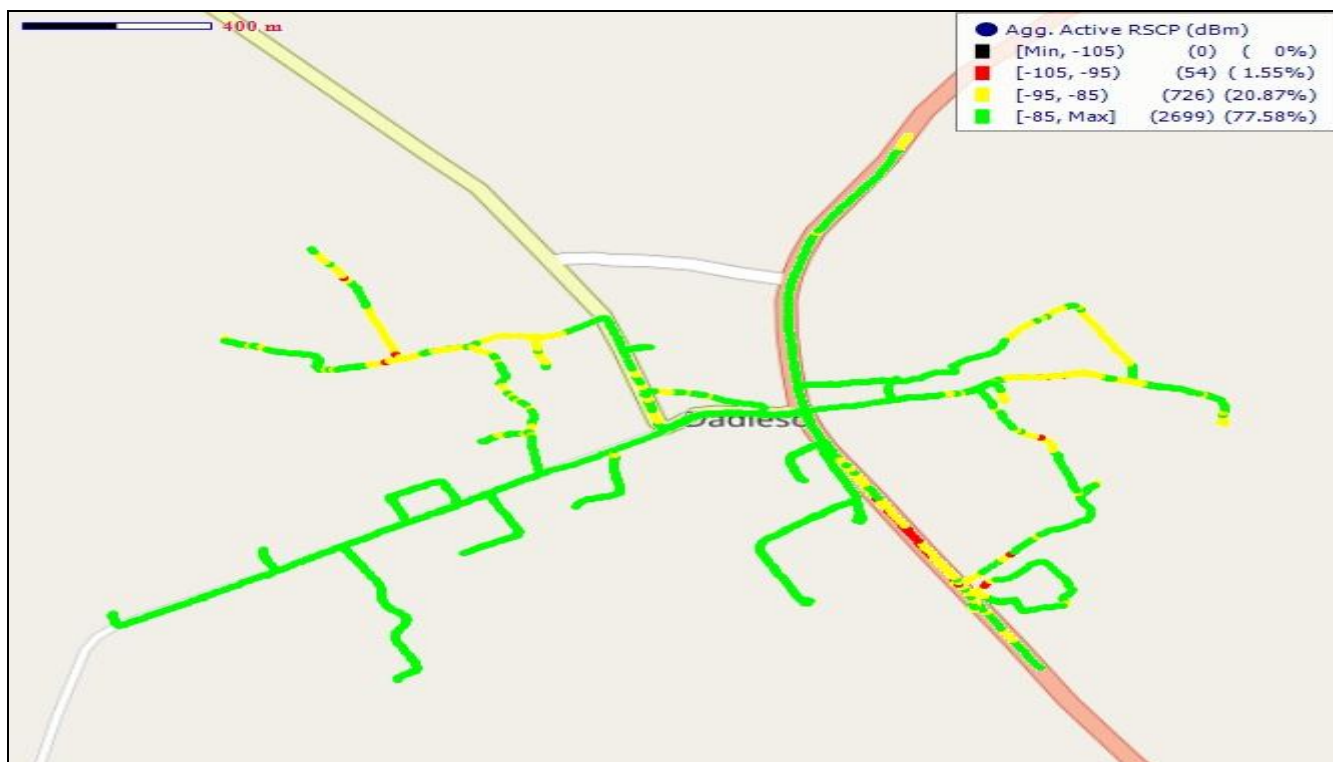 400 m
Agg. Active RSCP (dBm)
[Min, -105) (0) ( 0%)
[-105, -95) (54) ( 1.55%)
[-95, -85) (726) (20.87%)
[-85, Max] (2699) (77.58%)
Dadieso